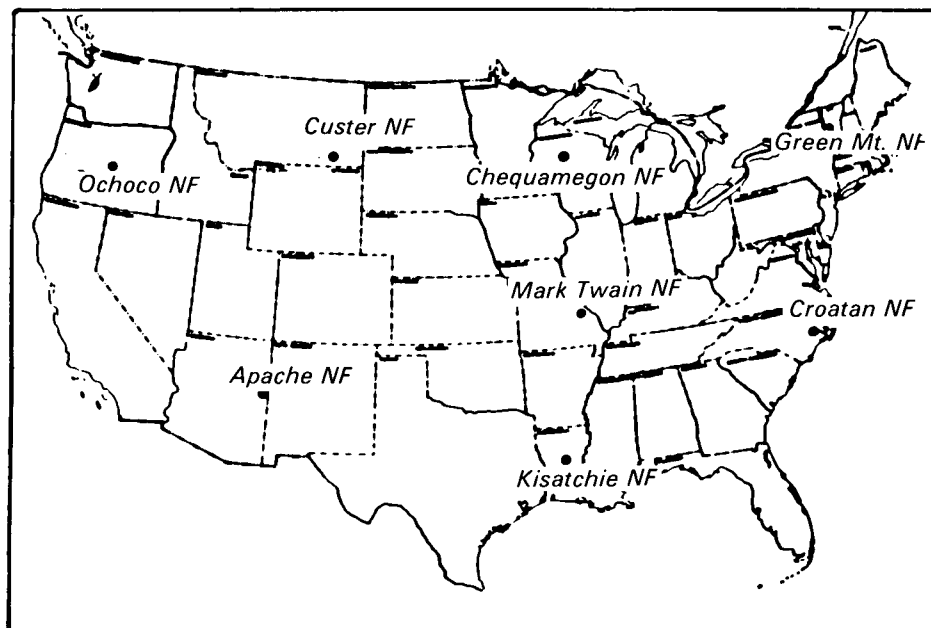 Custer NF
Green Mt. NF
Ochoco NF
Chequamegon NF
Mark Twain NF
Croatan NF
Apache NF
Kisatchie NF